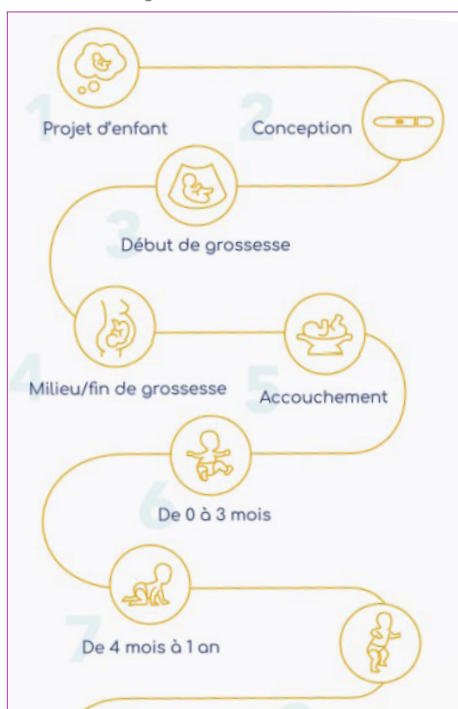 1
Projet d'enfant
2
Conception
3
Début de grossesse
4
Milieu/fin de grossesse
5
Accouchement
6
De 0 à 3 mois
7
De 4 mois à 1 an